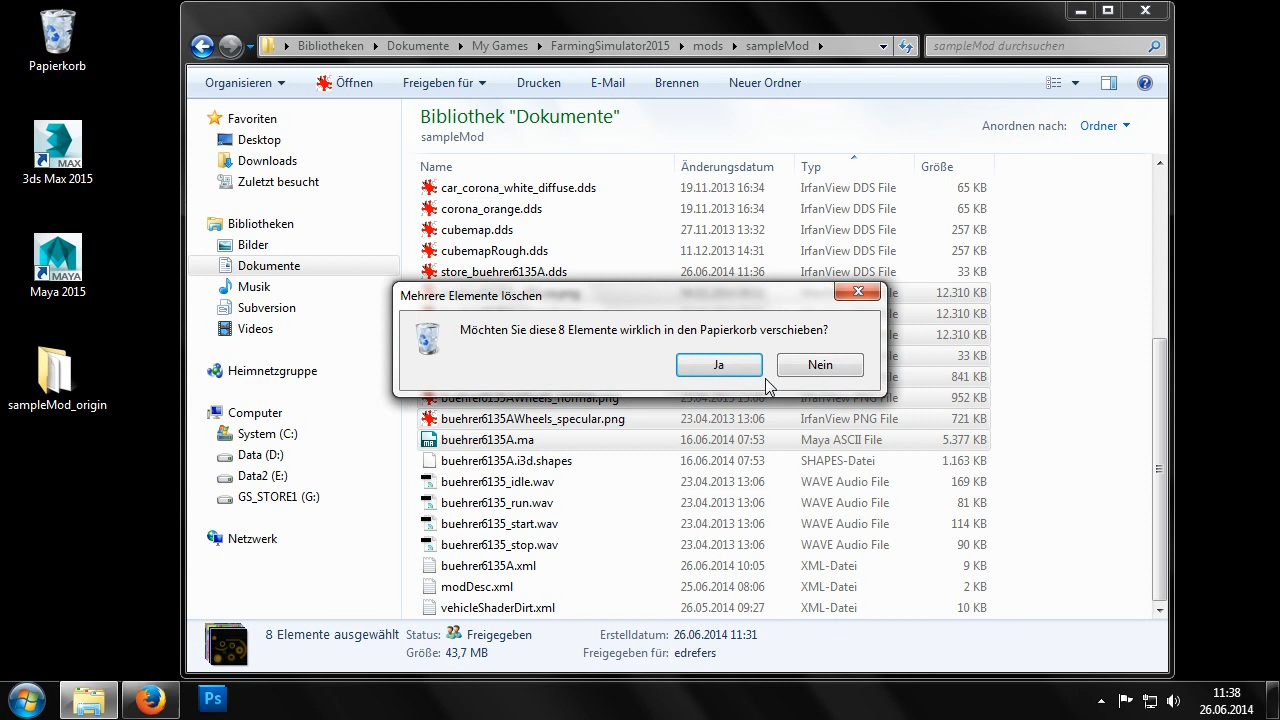 Papierkorb
3ds Max 2015
Maya 2015
sampleMod_origin
Bibliotheken Dokumente My Games FarmingSimulator2015 mods sampleMod
sampleMod durchsuchen
Organisieren Öffnen Freigeben für Drucken E-Mail Brennen Neuer Ordner
Favoriten
Desktop
Downloads
Zuletzt besucht
Bibliotheken
Bilder
Dokumente
Musik
Subversion
Videos
Heimnetzgruppe
Computer
System (C:)
Data (D:)
Data2 (E:)
GS_STORE1 (G:)
Netzwerk
Bibliothek "Dokumente"
sampleMod
Anordnen nach: Ordner
Name Änderungsdatum Typ Größe
car_corona_white_diffuse.dds 19.11.2013 16:34 IrfanView DDS File 65 KB
corona_orange.dds 19.11.2013 16:34 IrfanView DDS File 65 KB
cubemap.dds 27.11.2013 13:32 IrfanView DDS File 257 KB
cubemapRough.dds 11.12.2013 14:31 IrfanView DDS File 257 KB
store_buehrer6135A.dds 26.06.2014 11:36 IrfanView DDS File 33 KB
12.310 KB
12.310 KB
12.310 KB
33 KB
841 KB
buehrer6135AWheels_normal.png 23.04.2013 13:06 IrfanView PNG File 952 KB
buehrer6135AWheels_specular.png 23.04.2013 13:06 IrfanView PNG File 721 KB
buehrer6135A.ma 16.06.2014 07:53 Maya ASCII File 5.377 KB
buehrer6135A.i3d.shapes 16.06.2014 07:53 SHAPES-Datei 1.163 KB
buehrer6135_idle.wav 23.04.2013 13:06 WAVE Audio File 169 KB
buehrer6135_run.wav 23.04.2013 13:06 WAVE Audio File 81 KB
buehrer6135_start.wav 23.04.2013 13:06 WAVE Audio File 114 KB
buehrer6135_stop.wav 23.04.2013 13:06 WAVE Audio File 90 KB
buehrer6135A.xml 26.06.2014 10:05 XML-Datei 9 KB
modDesc.xml 25.06.2014 08:06 XML-Datei 2 KB
vehicleShaderDirt.xml 26.05.2014 09:27 XML-Datei 10 KB
Mehrere Elemente löschen
Möchten Sie diese 8 Elemente wirklich in den Papierkorb verschieben?
Ja Nein
8 Elemente ausgewählt Status: Freigegeben Erstelldatum: 26.06.2014 11:31
Größe: 43,7 MB Freigegeben für: edrefers
Ps
11:38
26.06.2014